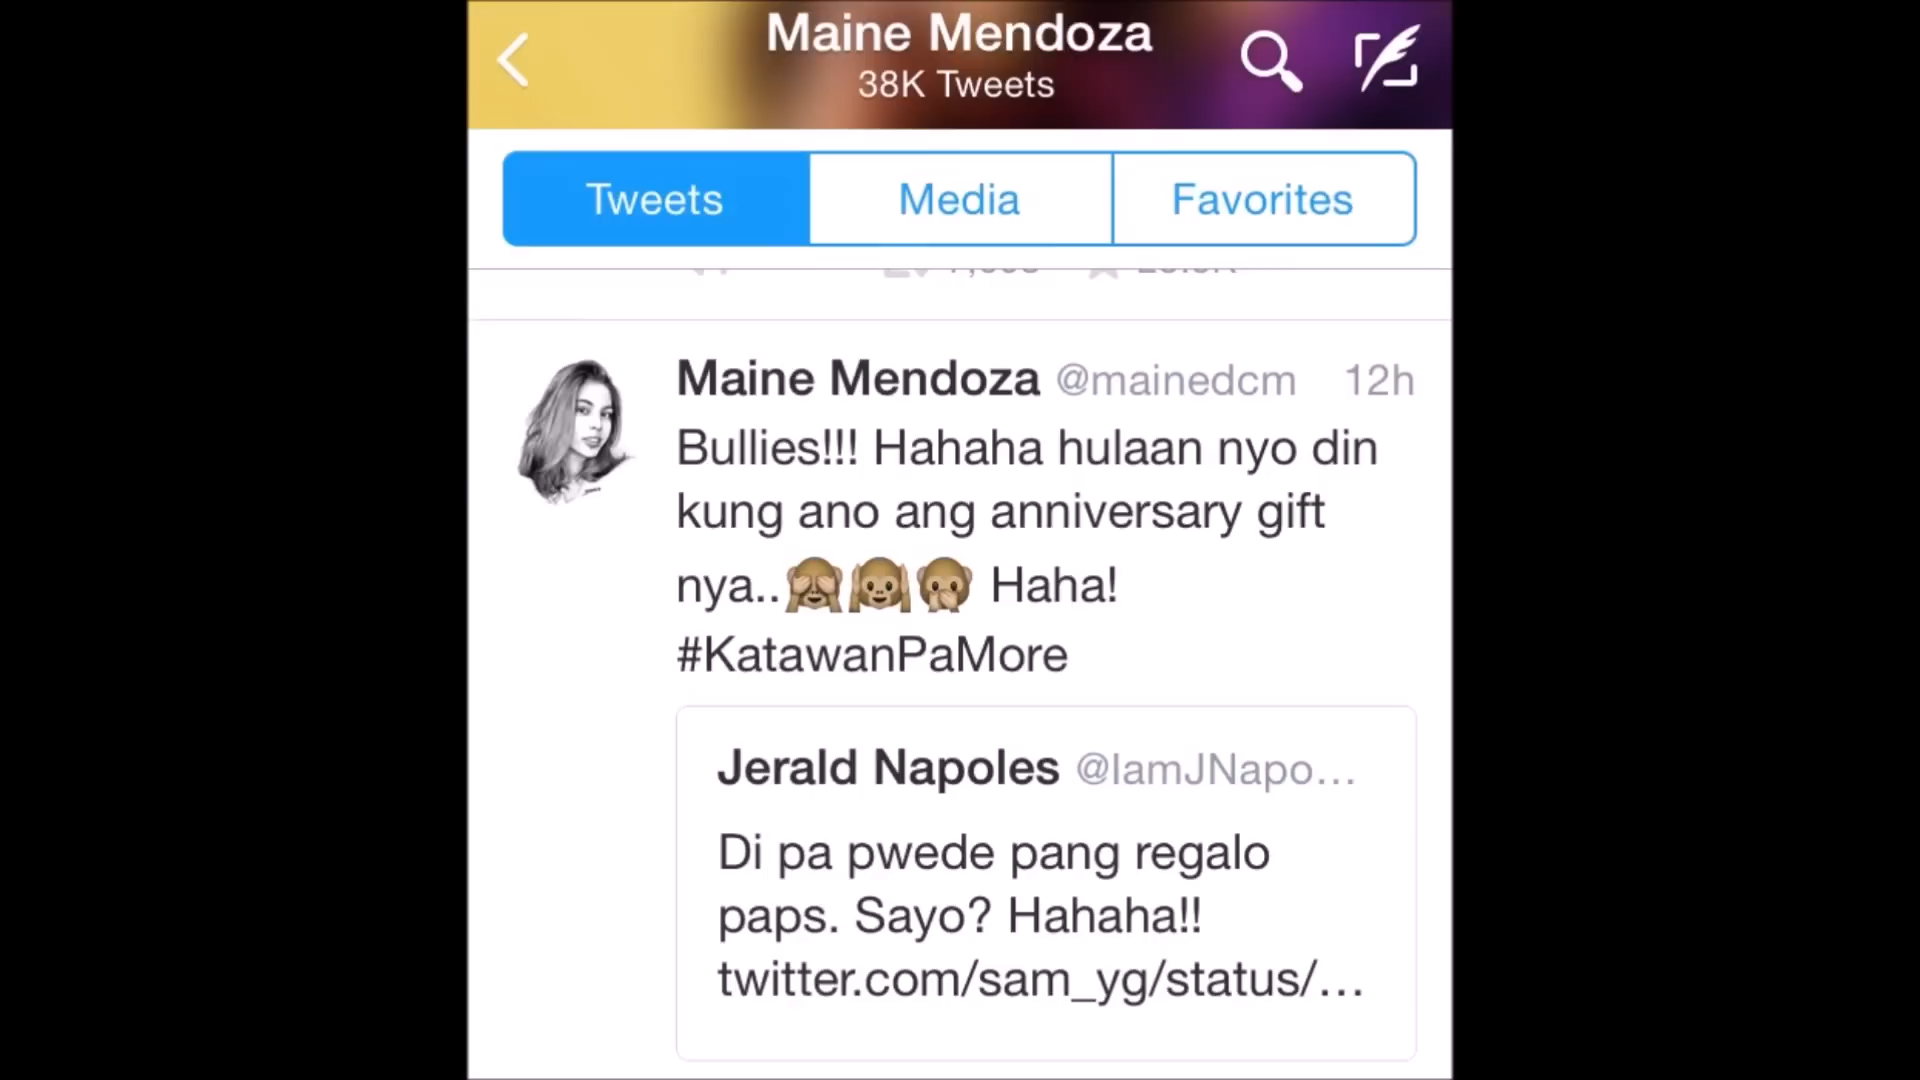 Maine Mendoza
38K Tweets
Tweets
Media
Favorites
Maine Mendoza @mainedcm 12h
Bullies!!! Hahaha hulaan nyo din
kung ano ang anniversary gift
nya..🙈🙉🙊 Haha!
#KatawanPaMore
Jerald Napoles @IamJNapo...
Di pa pwede pang regalo
paps. Sayo? Hahaha!!
twitter.com/sam_yg/status/...